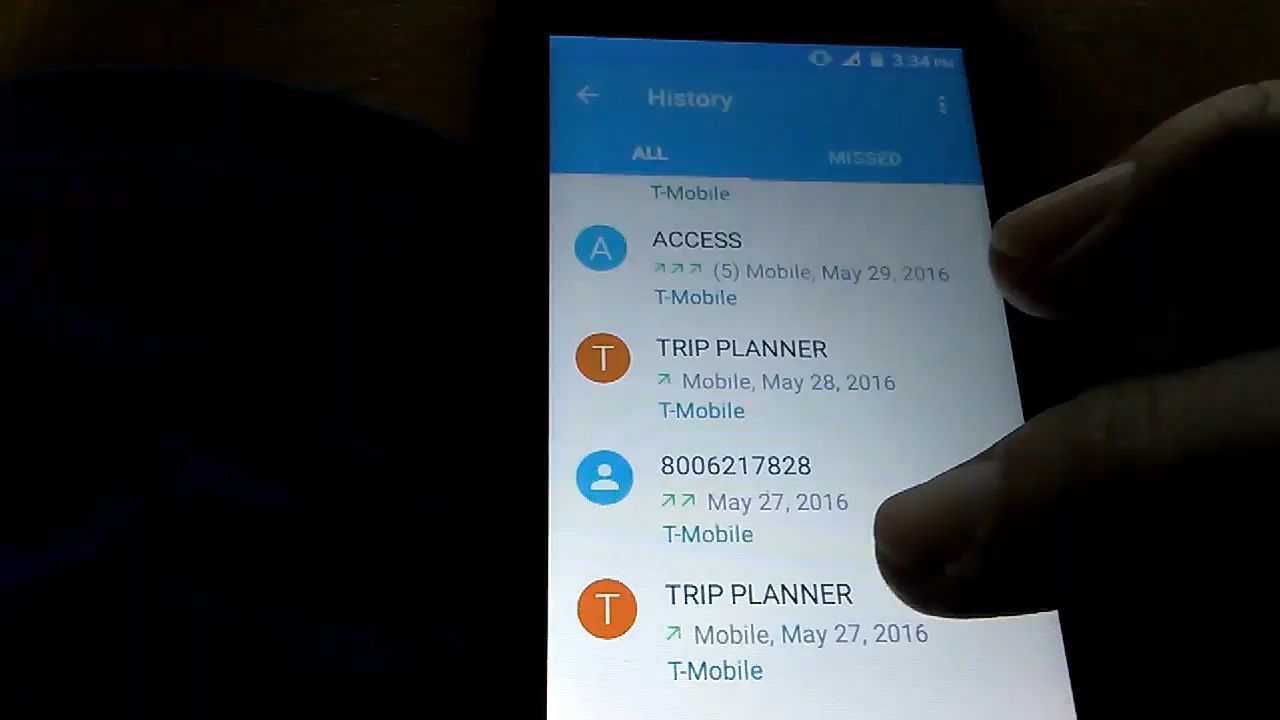 3:34 PM
History
ALL MISSED
T-Mobile
A ACCESS
(5) Mobile, May 29, 2016
T-Mobile
T TRIP PLANNER
Mobile, May 28, 2016
T-Mobile
8006217828
May 27, 2016
T-Mobile
T TRIP PLANNER
Mobile, May 27, 2016
T-Mobile